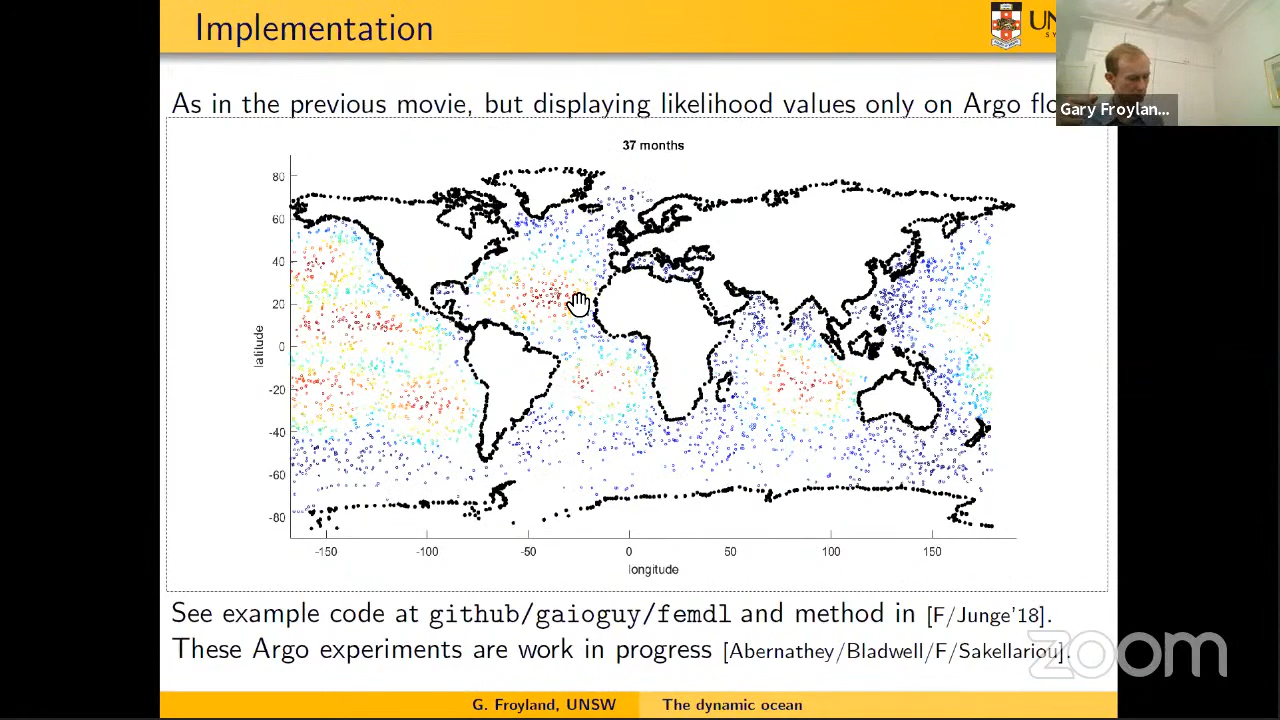 Implementation
UN
As in the previous movie, but displaying likelihood values only on Argo flo
Gary Froylan...
37 months
80
60
40
20
0
-20
-40
-60
-80
latitude
-150
-100
-50
0
50
100
150
longitude
See example code at github/gaioguy/femdl and method in [F/Junge'18].
These Argo experiments are work in progress [Abernathey/Bladwell/F/Sakellariou].
zoom
G. Froyland, UNSW
The dynamic ocean